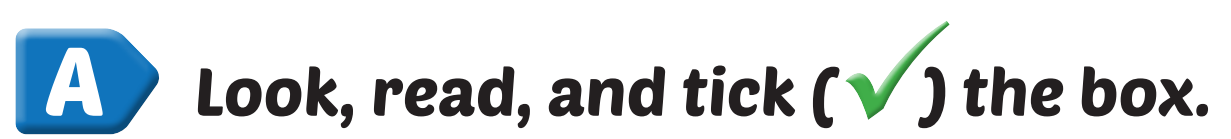 A Look, read, and tick (✓) the box.